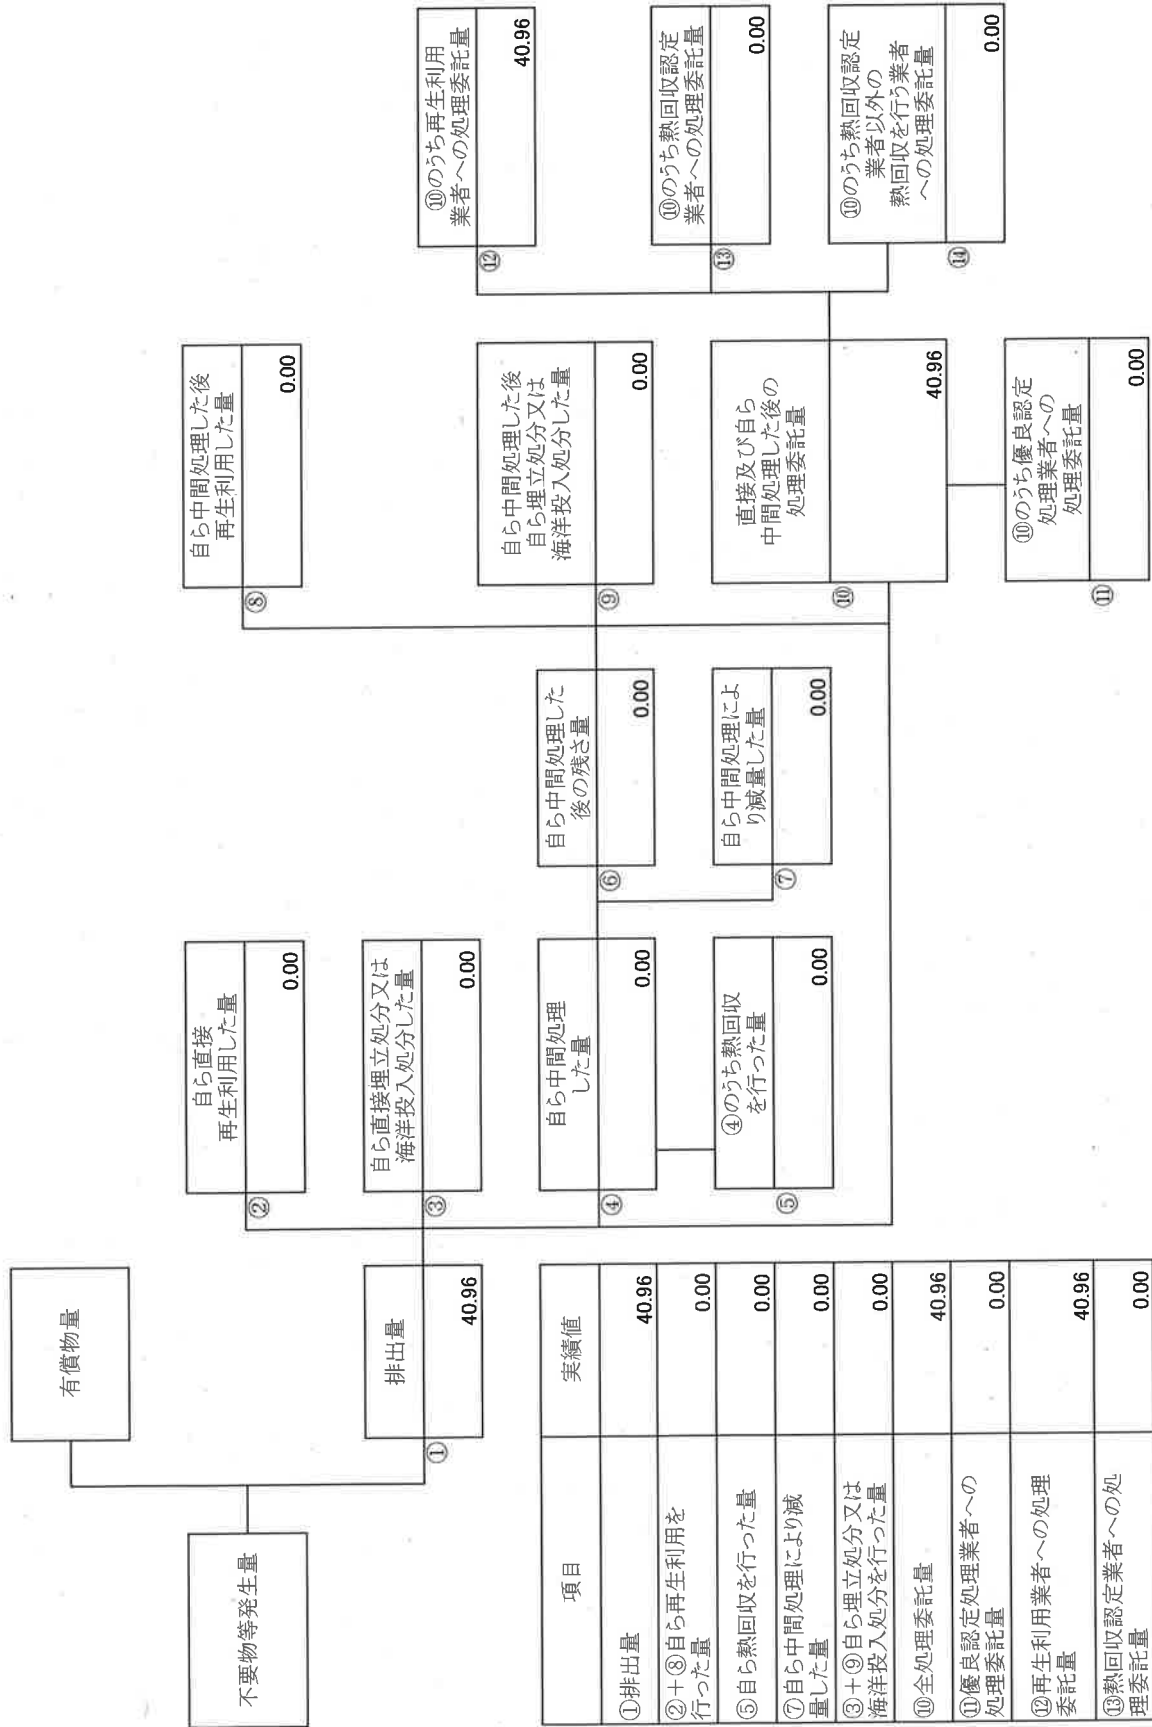 不要物等発生量
有償物量
①
排出量
40.96
②
自ら直接
再生利用した量
0.00
③
自ら直接埋立処分又は
海洋投入処分した量
0.00
④
自ら中間処理
した量
0.00
⑤
④のうち熱回収
を行った量
0.00
⑥
自ら中間処理した
後の残さ量
0.00
⑦
自ら中間処理によ
り減量した量
0.00
⑧
自ら中間処理した後
再生利用した量
0.00
⑨
自ら中間処理した後
自ら埋立処分又は
海洋投入処分した量
0.00
⑩
直接及び自ら
中間処理した後の
処理委託量
40.96
⑪
⑩のうち優良認定
処理業者への
処理委託量
0.00
⑫
⑩のうち再生利用
業者への処理委託量
40.96
⑬
⑩のうち熱回収認定
業者への処理委託量
0.00
⑭
⑩のうち熱回収認定
業者以外の
熱回収を行う業者
への処理委託量
0.00
項目 実績値
①排出量 40.96
②+⑧自ら再生利用を
行った量 0.00
⑤自ら熱回収を行った量 0.00
⑦自ら中間処理により減
量した量 0.00
③+⑨自ら埋立処分又は
海洋投入処分を行った量 0.00
⑩全処理委託量 40.96
⑪優良認定処理業者への
処理委託量 0.00
⑫再生利用業者への処理
委託量 40.96
⑬熱回収認定業者への処
理委託量 0.00